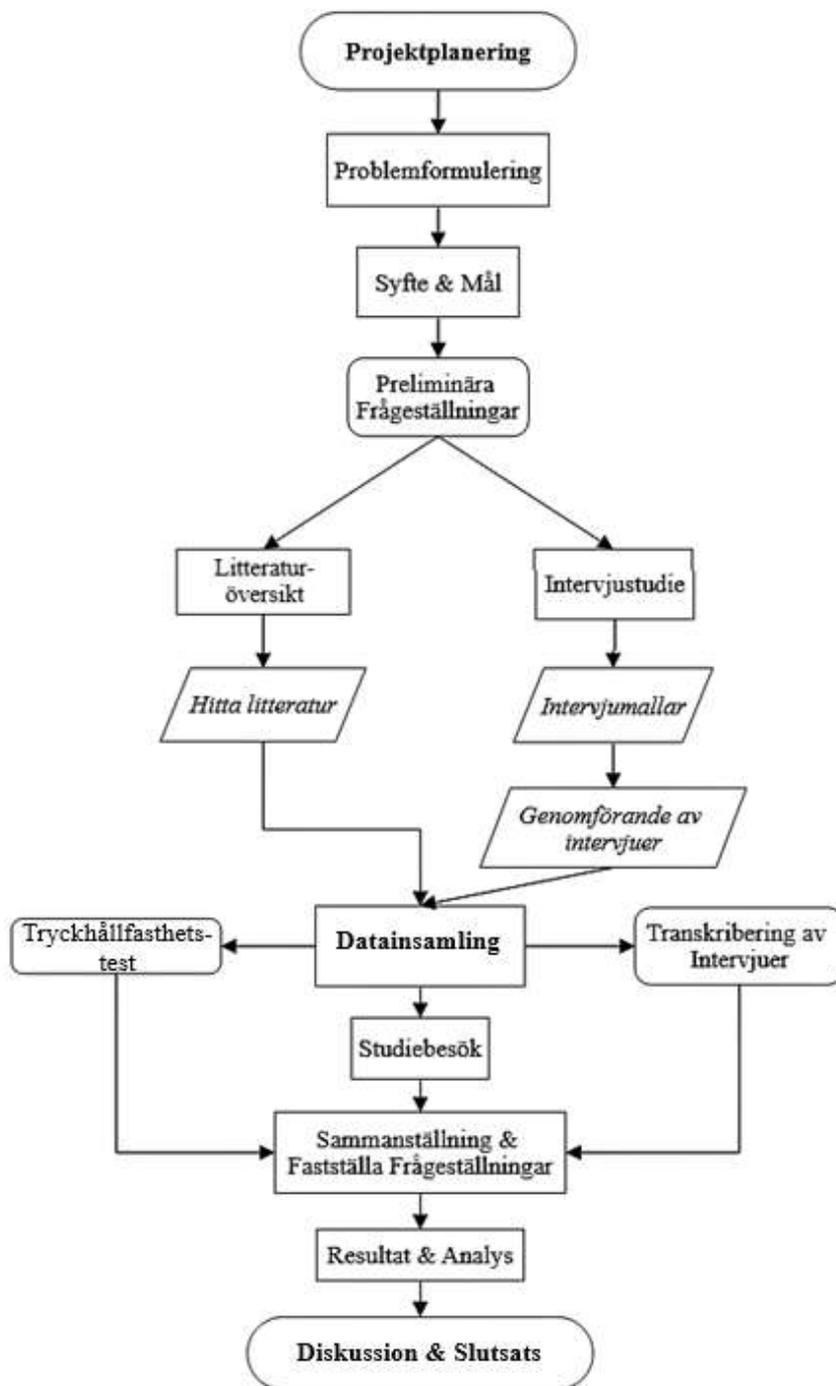 Projektplanering
Problemformulering
Syfte & Mål
Preliminära
Frågeställningar
Litteratur-
översikt
Intervjustudie
Hitta litteratur
Intervjumallar
Genomförande av
intervjuer
Tryckhållfasthets-
test
Datainsamling
Transkribering av
Intervjuer
Studiebesök
Sammanställning &
Fastställa Frågeställningar
Resultat & Analys
Diskussion & Slutsats